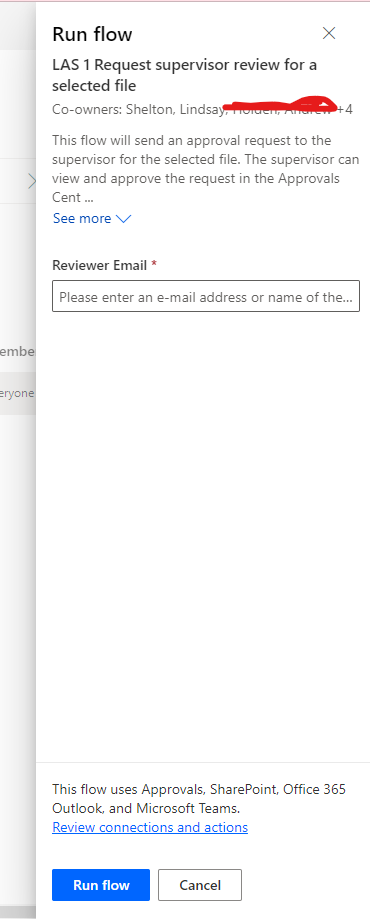 Run flow
LAS 1 Request supervisor review for a
selected file
Co-owners: Shelton, Lindsay, +4
This flow will send an approval request to the
supervisor for the selected file. The supervisor can
view and approve the request in the Approvals
Cent ...
See more
Reviewer Email *
Please enter an e-mail address or name of the...
embe
eryone
This flow uses Approvals, SharePoint, Office 365
Outlook, and Microsoft Teams.
Review connections and actions
Run flow
Cancel